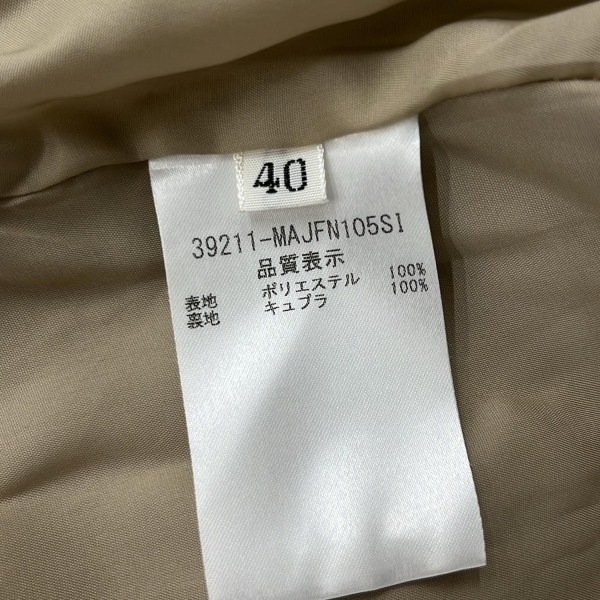 40
39211-MAJFN105SI
品質表示
表地 ポリエステル 100%
裏地 キュプラ 100%